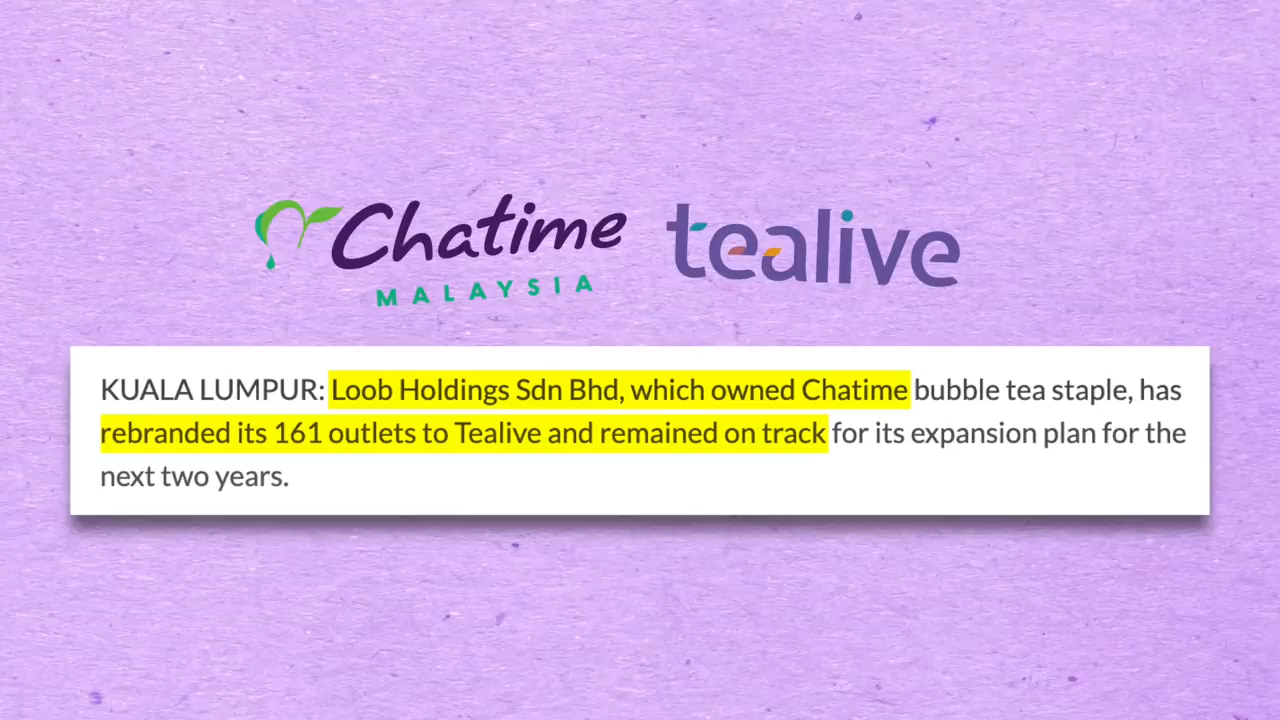 Chatime
MALAYSIA
tealive
KUALA LUMPUR: Loob Holdings Sdn Bhd, which owned Chatime bubble tea staple, has
rebranded its 161 outlets to Tealive and remained on track for its expansion plan for the
next two years.